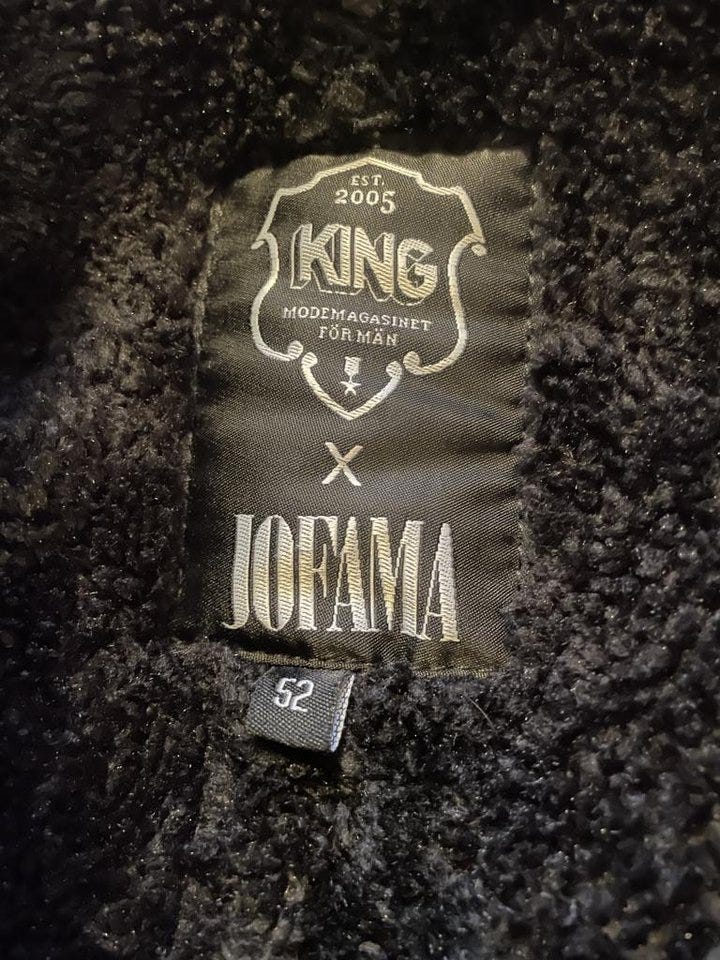 EST.
2005
KING
MODEMAGASINET
FÖR MÄN
X
JOFAMA
52